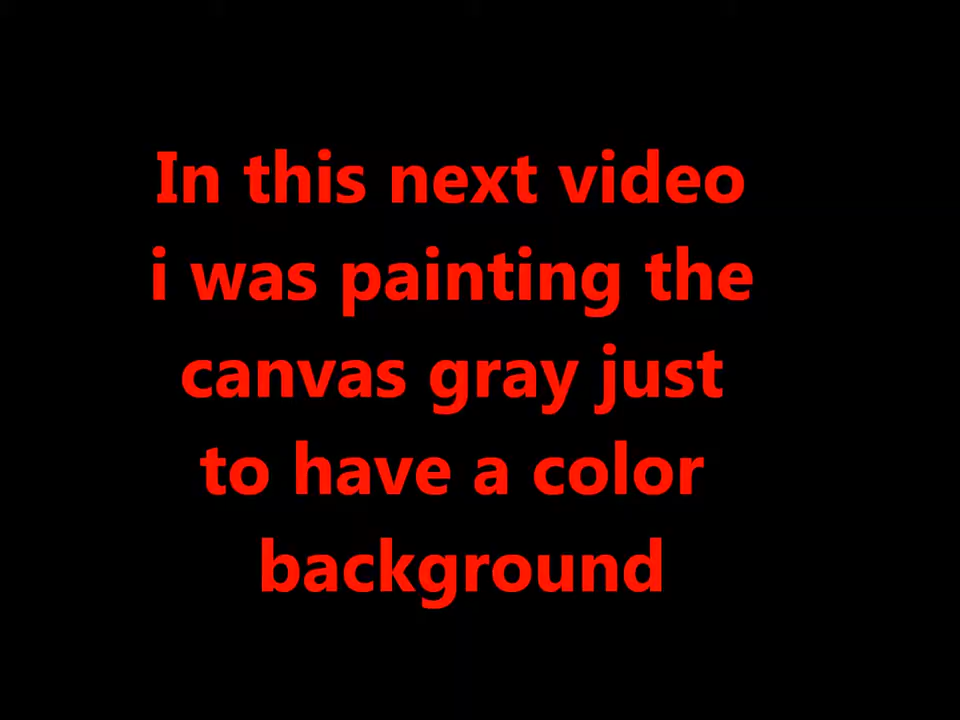 In this next video
i was painting the
canvas gray just
to have a color
background